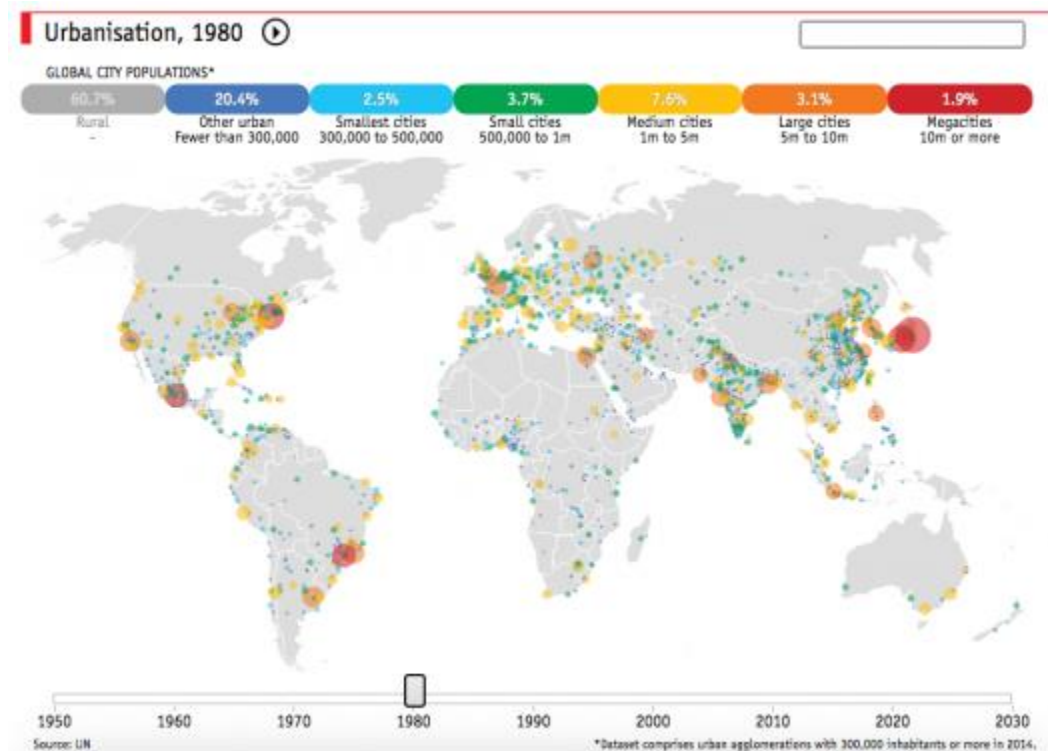 Urbanisation, 1980
GLOBAL CITY POPULATIONS*
60.7% 20.4% 2.5% 3.7% 7.6% 3.1% 1.9%
Rural Other urban Smallest cities Small cities Medium cities Large cities Megacities
- Fewer than 300,000 300,000 to 500,000 500,000 to 1m 1m to 5m 5m to 10m 10m or more
1950 1960 1970 1980 1990 2000 2010 2020 2030
Source: UN
*Dataset comprises urban agglomerations with 300,000 inhabitants or more in 2014.